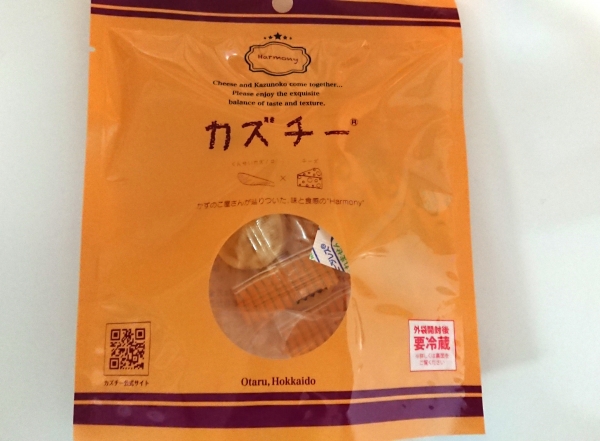 Harmony
Cheese and Kazunoko come together...
Please enjoy the exquisite
balance of taste and texture.
カズチー®
チーズ
×
かずのこ屋さんが辿りついた、味と食感の"Harmony"
カズチー公式サイト
Otaru, Hokkaido
外袋開封後
要冷蔵